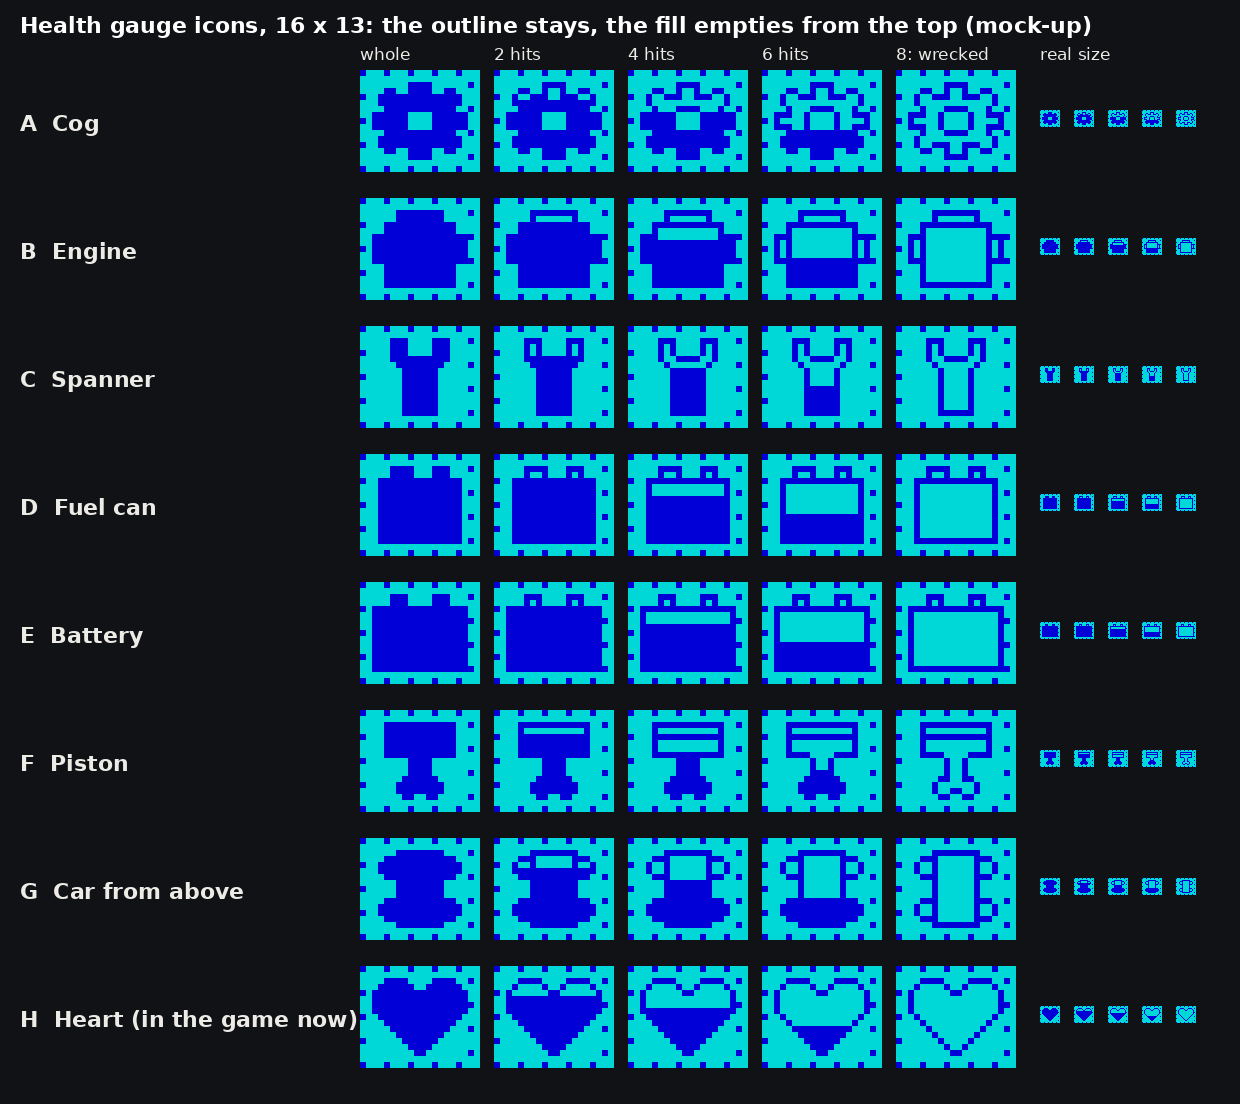 Health gauge icons, 16 x 13: the outline stays, the fill empties from the top (mock-up)
whole 2 hits 4 hits 6 hits 8: wrecked real size
A Cog
B Engine
C Spanner
D Fuel can
E Battery
F Piston
G Car from above
H Heart (in the game now)